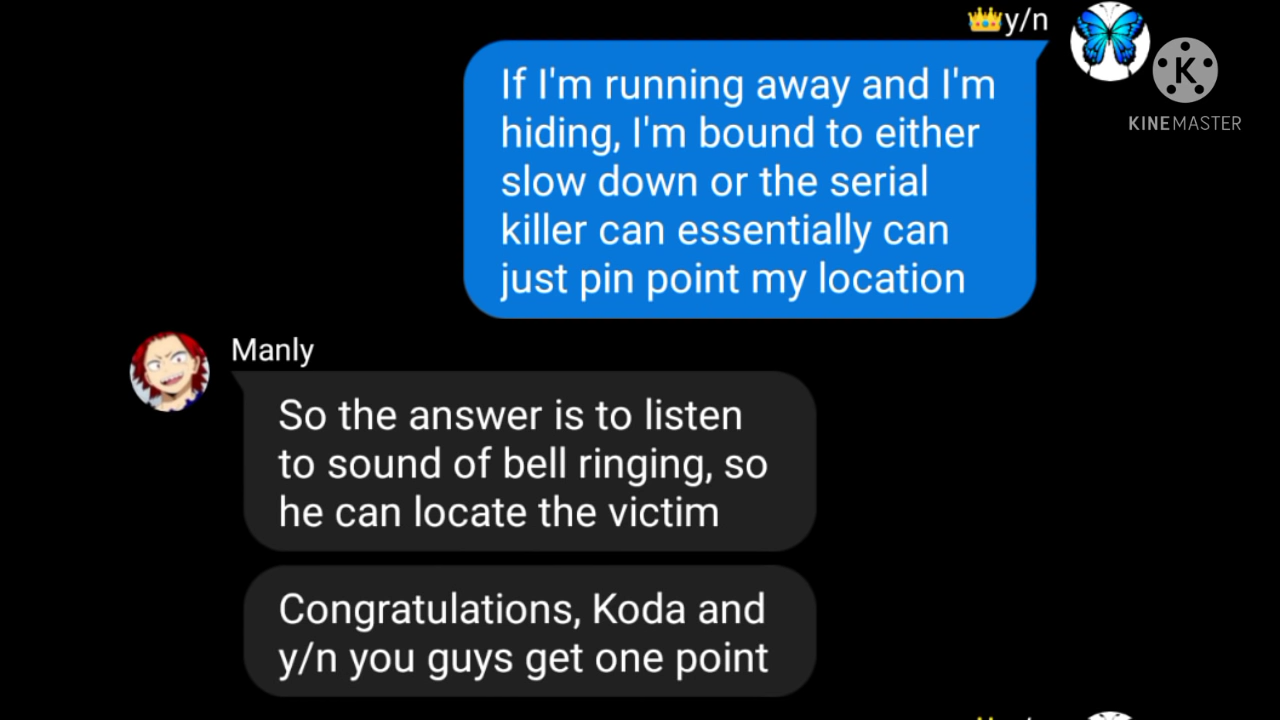 👑y/n
K
KINEMASTER
If I'm running away and I'm
hiding, I'm bound to either
slow down or the serial
killer can essentially can
just pin point my location
Manly
So the answer is to listen
to sound of bell ringing, so
he can locate the victim
Congratulations, Koda and
y/n you guys get one point